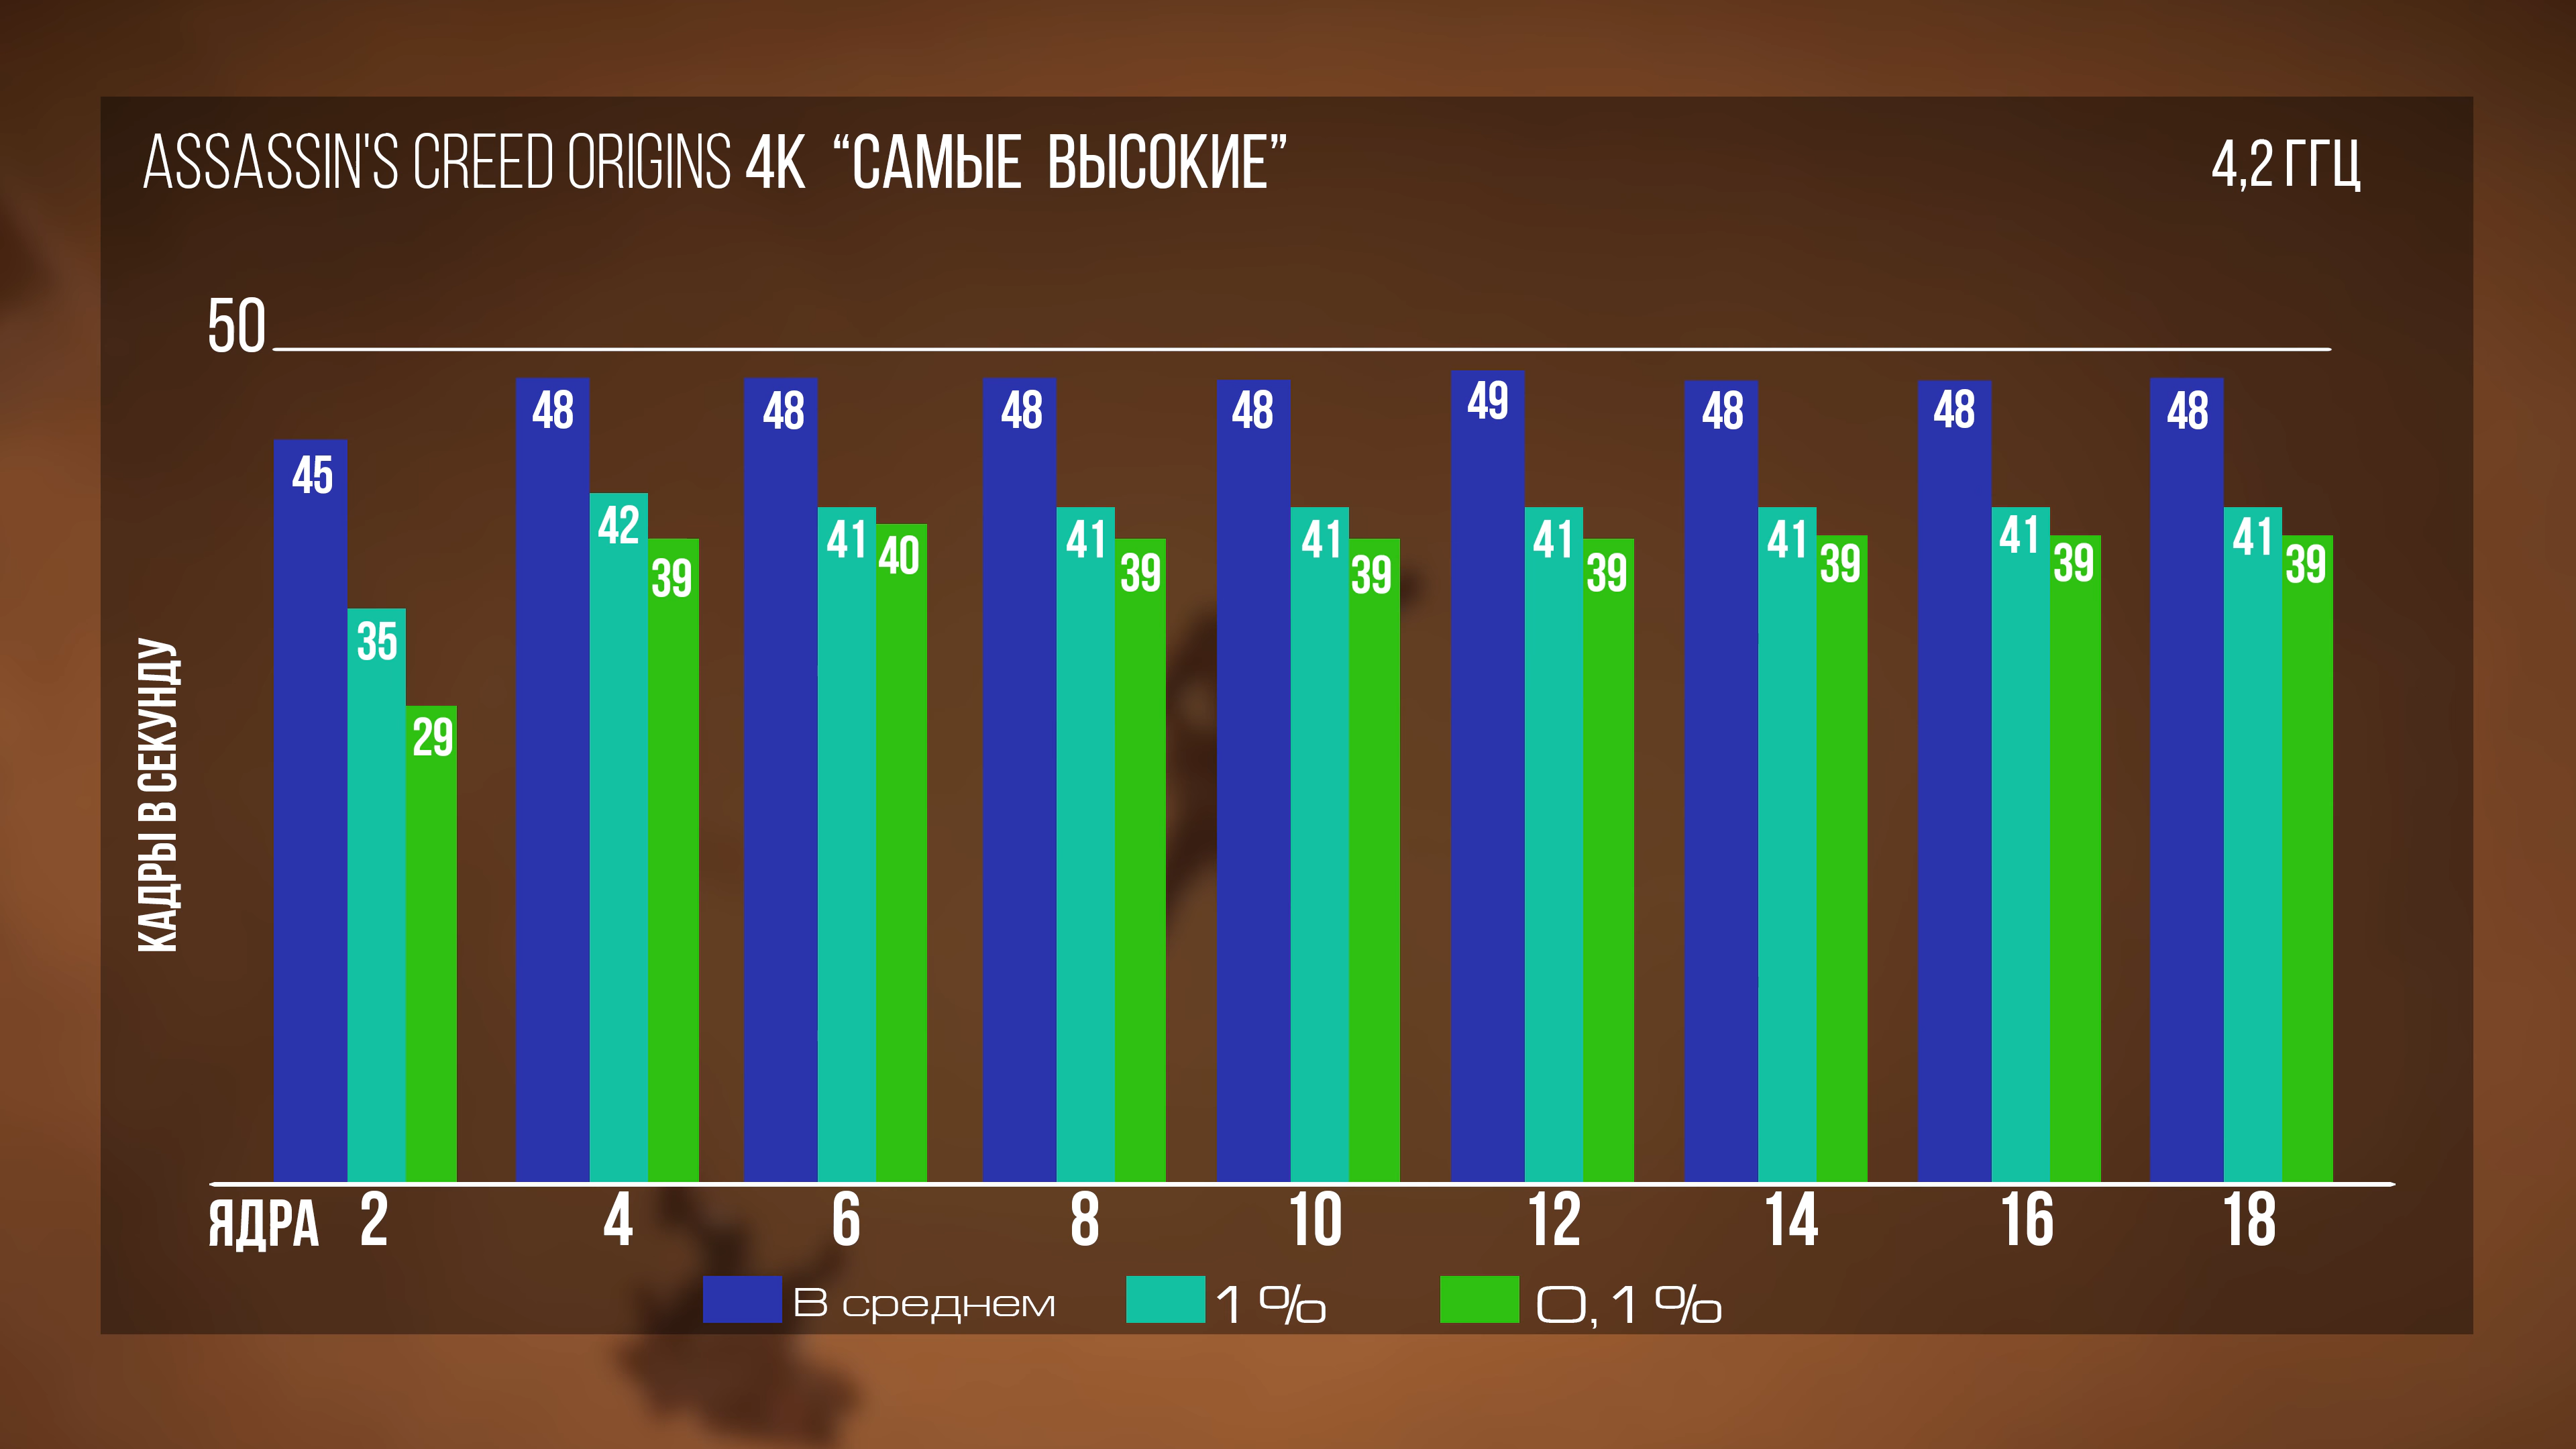 ASSASSIN'S CREED ORIGINS 4K “САМЫЕ ВЫСОКИЕ”
4,2 ГГЦ
50
КАДРЫ В СЕКУНДУ
45 35 29
48 42 39
48 41 40
48 41 39
48 41 39
49 41 39
48 41 39
48 41 39
48 41 39
ЯДРА 2 4 6 8 10 12 14 16 18
В среднем 1 % 0,1 %